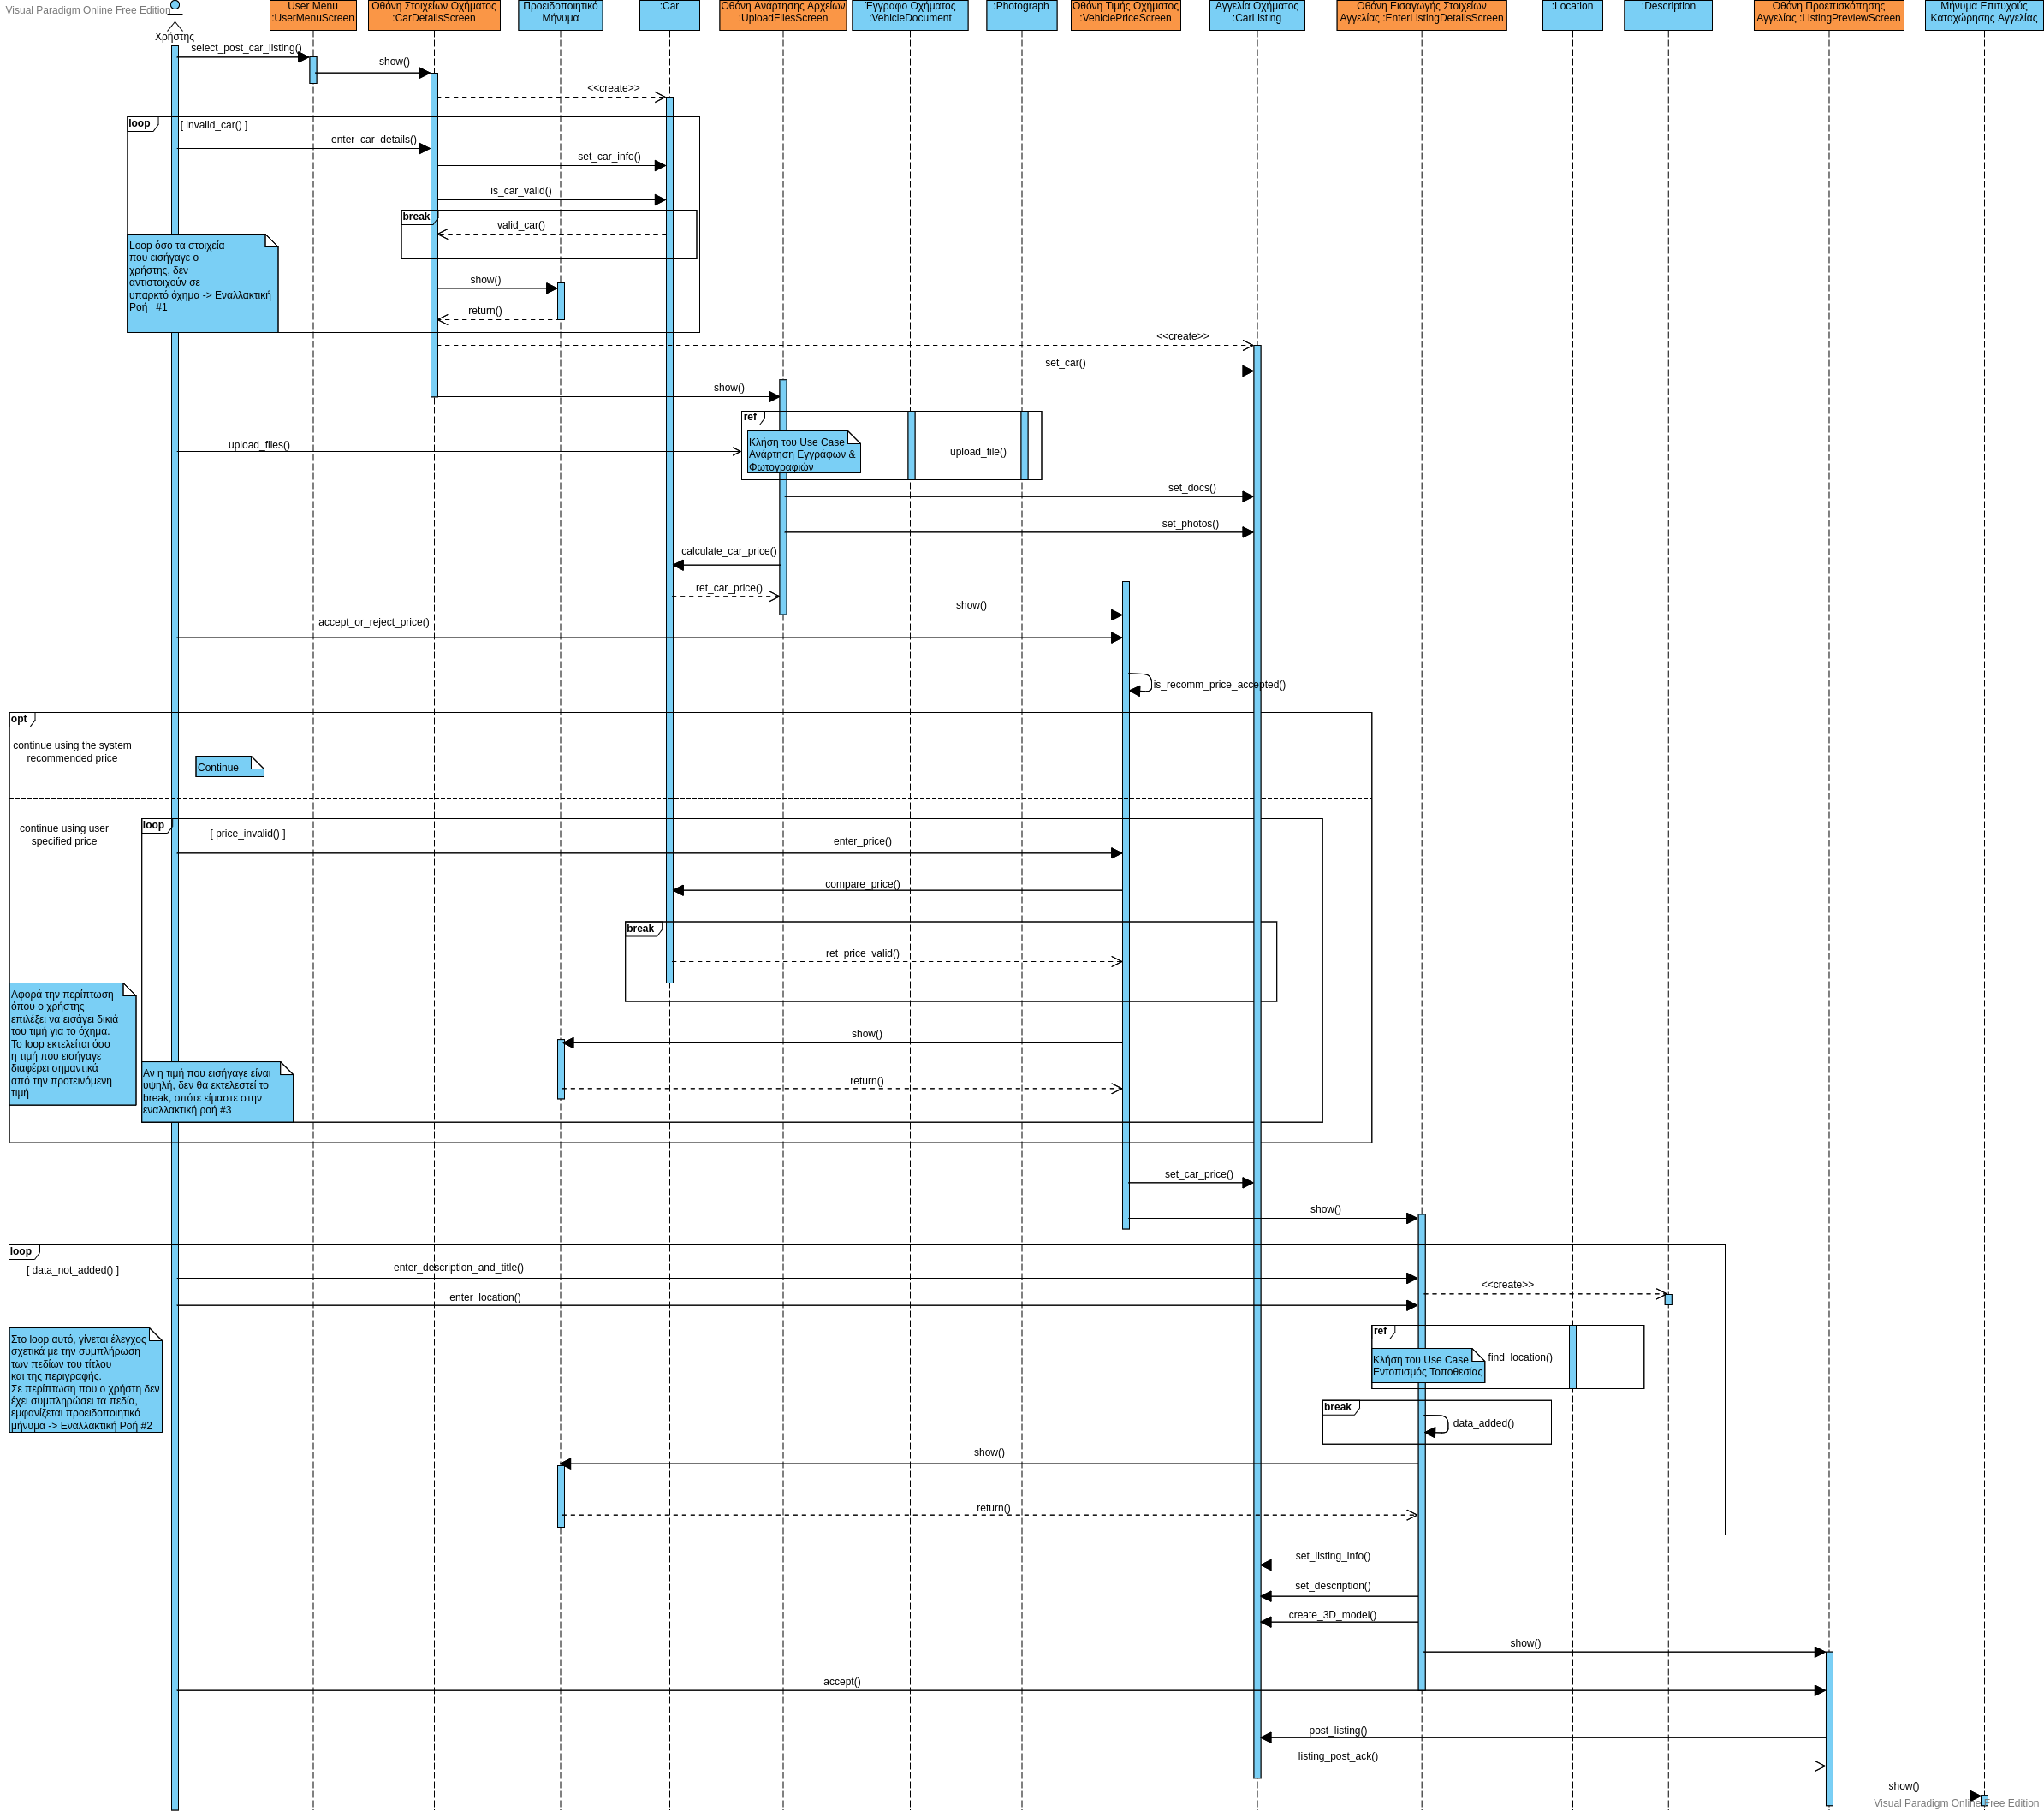 Visual Paradigm Online Free Edition
Χρήστης
User Menu
:UserMenuScreen
Οθόνη Στοιχείων Οχήματος
:CarDetailsScreen
Προειδοποιητικό
Μήνυμα
:Car
Οθόνη Ανάρτησης Αρχείων
:UploadFilesScreen
Έγγραφο Οχήματος
:VehicleDocument
:Photograph
Οθόνη Τιμής Οχήματος
:VehiclePriceScreen
Αγγελία Οχήματος
:CarListing
Οθόνη Εισαγωγής Στοιχείων
Αγγελίας :EnterListingDetailsScreen
:Location
:Description
Οθόνη Προεπισκόπησης
Αγγελίας :ListingPreviewScreen
Μήνυμα Επιτυχούς
Καταχώρησης Αγγελίας
select_post_car_listing()
show()
<<create>>
loop
[ invalid_car() ]
enter_car_details()
set_car_info()
is_car_valid()
break
valid_car()
Loop όσο τα στοιχεία
που εισήγαγε ο
χρήστης, δεν
αντιστοιχούν σε
υπαρκτό όχημα -> Εναλλακτική
Ροή #1
show()
return()
<<create>>
set_car()
show()
ref
Κλήση του Use Case
Ανάρτηση Εγγράφων &
Φωτογραφιών
upload_file()
upload_files()
set_docs()
set_photos()
calculate_car_price()
ret_car_price()
show()
accept_or_reject_price()
is_recomm_price_accepted()
opt
continue using the system
recommended price
Continue
continue using user
specified price
loop
[ price_invalid() ]
enter_price()
compare_price()
break
ret_price_valid()
Αφορά την περίπτωση
όπου ο χρήστης
επιλέξει να εισάγει δικιά
του τιμή για το όχημα.
Το loop εκτελείται όσο
η τιμή που εισήγαγε
διαφέρει σημαντικά
από την προτεινόμενη
τιμή
show()
Αν η τιμή που εισήγαγε είναι
υψηλή, δεν θα εκτελεστεί το
break, οπότε είμαστε στην
εναλλακτική ροή #3
return()
set_car_price()
show()
loop
[ data_not_added() ]
enter_description_and_title()
<<create>>
enter_location()
ref
Κλήση του Use Case
Εντοπισμός Τοποθεσίας
find_location()
Στο loop αυτό, γίνεται έλεγχος
σχετικά με την συμπλήρωση
των πεδίων του τίτλου
και της περιγραφής.
Σε περίπτωση που ο χρήστη δεν
έχει συμπληρώσει τα πεδία,
εμφανίζεται προειδοποιητικό
μήνυμα -> Εναλλακτική Ροή #2
break
data_added()
show()
return()
set_listing_info()
set_description()
create_3D_model()
show()
accept()
post_listing()
listing_post_ack()
show()
Visual Paradigm Online Free Edition